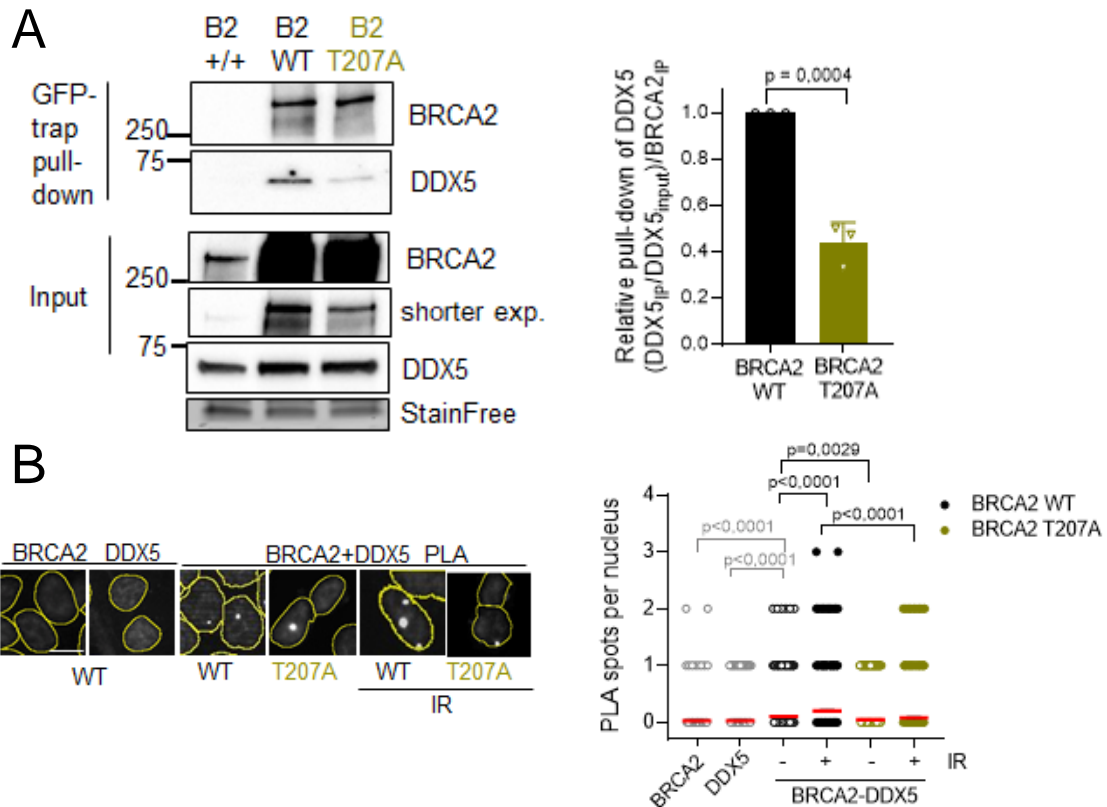 A
B2 B2 B2
+/+ WT T207A
GFP-
trap
pull-
down
250
BRCA2
75
DDX5
Input
250
BRCA2
shorter exp.
75
DDX5
StainFree
p = 0,0004
Relative pull-down of DDX5
(DDX5IP/DDX5input)/BRCA2IP
1.0
0.8
0.6
0.4
0.2
0.0
BRCA2 BRCA2
WT T207A
B
BRCA2 DDX5 BRCA2+DDX5 PLA
WT WT T207A WT T207A
IR
p=0,0029
p<0,0001
p<0,0001
p<0,0001
p<0,0001
BRCA2 WT
BRCA2 T207A
PLA spots per nucleus
4
3
2
1
0
BRCA2 DDX5 - + - + IR
BRCA2-DDX5